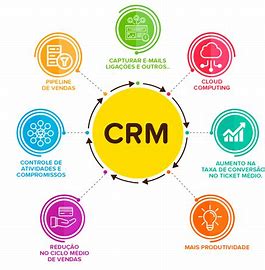 CAPTURAR E-MAILS
LIGAÇÕES E OUTROS...
PIPELINE
DE VENDAS
CLOUD
COMPUTING
CRM
CONTROLE DE
ATIVIDADES E
COMPROMISSOS
AUMENTO NA
TAXA DE CONVERSÃO
NO TICKET MÉDIO.
REDUÇÃO
NO CICLO MÉDIO
DE VENDAS
MAIS PRODUTIVIDADE